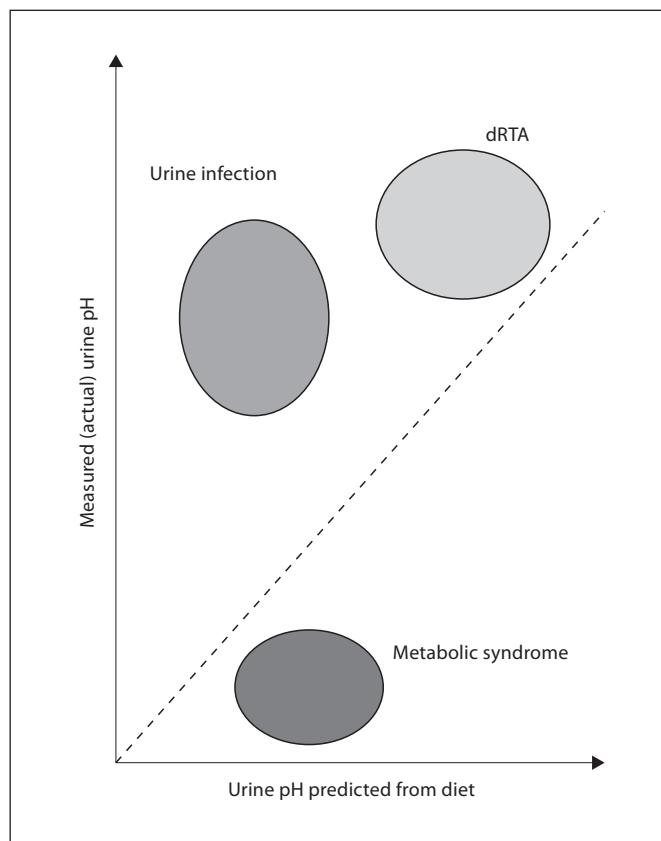 dRTA
Urine infection
Measured (actual) urine pH
Metabolic syndrome
Urine pH predicted from diet